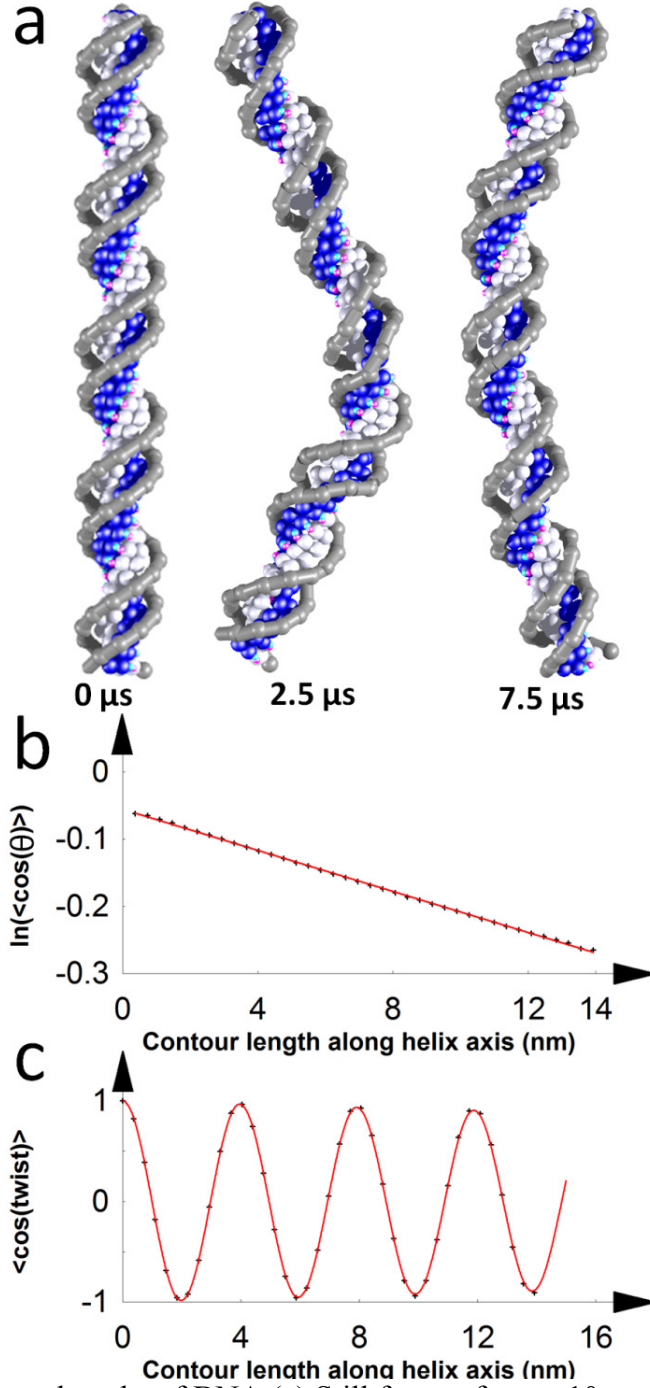 a
0 μs 2.5 μs 7.5 μs
b
ln(<cos(θ)>)
0
-0.1
-0.2
-0.3
0 4 8 12 14
Contour length along helix axis (nm)
c
<cos(twist)>
1
0
-1
0 4 8 12 16
Contour length along helix axis (nm)